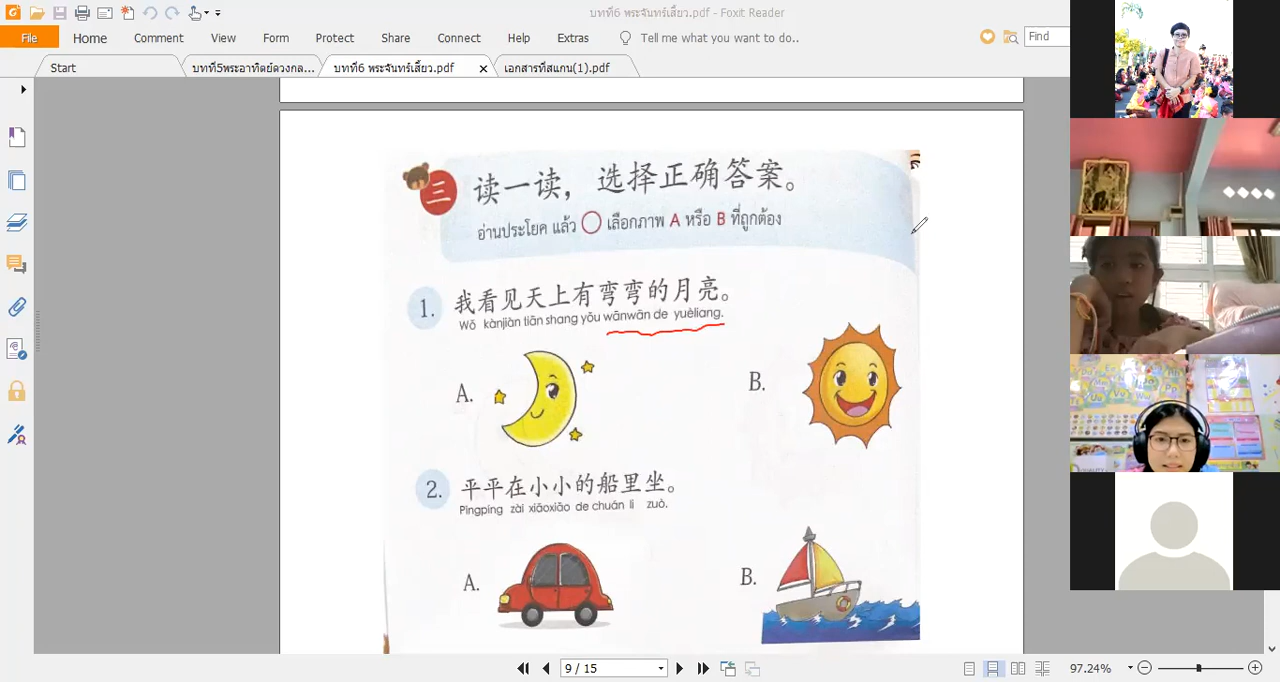 บทที่6 พระจันทร์เสี้ยว.pdf - Foxit Reader
File Home Comment View Form Protect Share Connect Help Extras Tell me what you want to do.. Find
Start บทที่5พระอาทิตย์ดวงกล... บทที่6 พระจันทร์เสี้ยว.pdf เอกสารที่สแกน(1).pdf
三 读一读，选择正确答案。
อ่านประโยค แล้ว ◯ เลือกภาพ A หรือ B ที่ถูกต้อง
1. 我看见天上有弯弯的月亮。
Wǒ kànjiàn tiān shang yǒu wānwān de yuèliang.
A. B.
2. 平平在小小的船里坐。
Pingping zài xiǎoxiǎo de chuán li zuò.
A. B.
9 / 15 97.24%